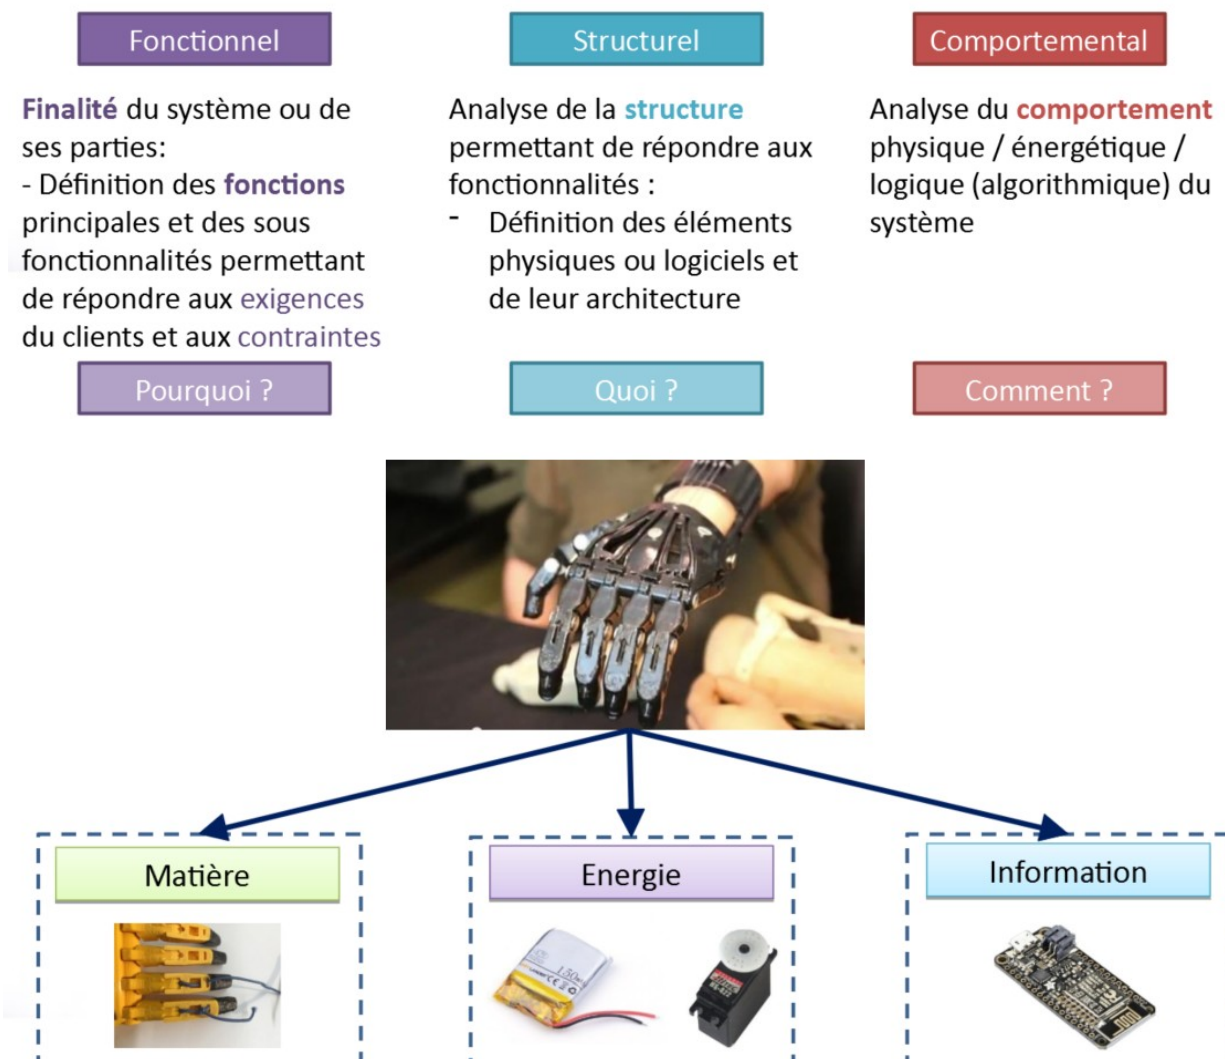 Fonctionnel
Finalité du système ou de
ses parties:
- Définition des fonctions
principales et des sous
fonctionnalités permettant
de répondre aux exigences
du clients et aux contraintes
Pourquoi ?
Structurel
Analyse de la structure
permettant de répondre aux
fonctionnalités :
- Définition des éléments
physiques ou logiciels et
de leur architecture
Quoi ?
Comportemental
Analyse du comportement
physique / énergétique /
logique (algorithmique) du
système
Comment ?
Matière
Energie
Information